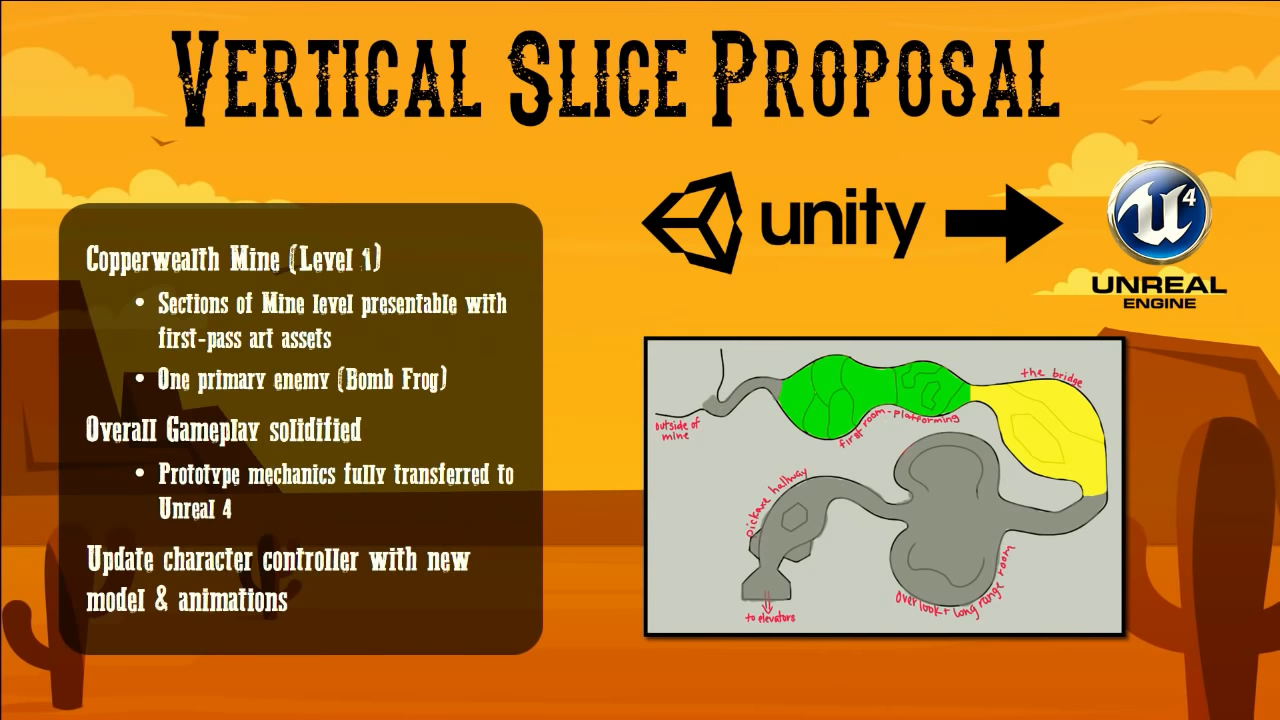 VERTICAL SLICE PROPOSAL
unity
4
UNREAL
ENGINE
Copperwealth Mine (Level 1)
• Sections of Mine level presentable with
first-pass art assets
• One primary enemy (Bomb Frog)
Overall Gameplay solidified
• Prototype mechanics fully transferred to
Unreal 4
Update character controller with new
model & animations
the bridge
outside of
mine
first room - platforming
pickaxe hallway
overlook + long range room
to elevators